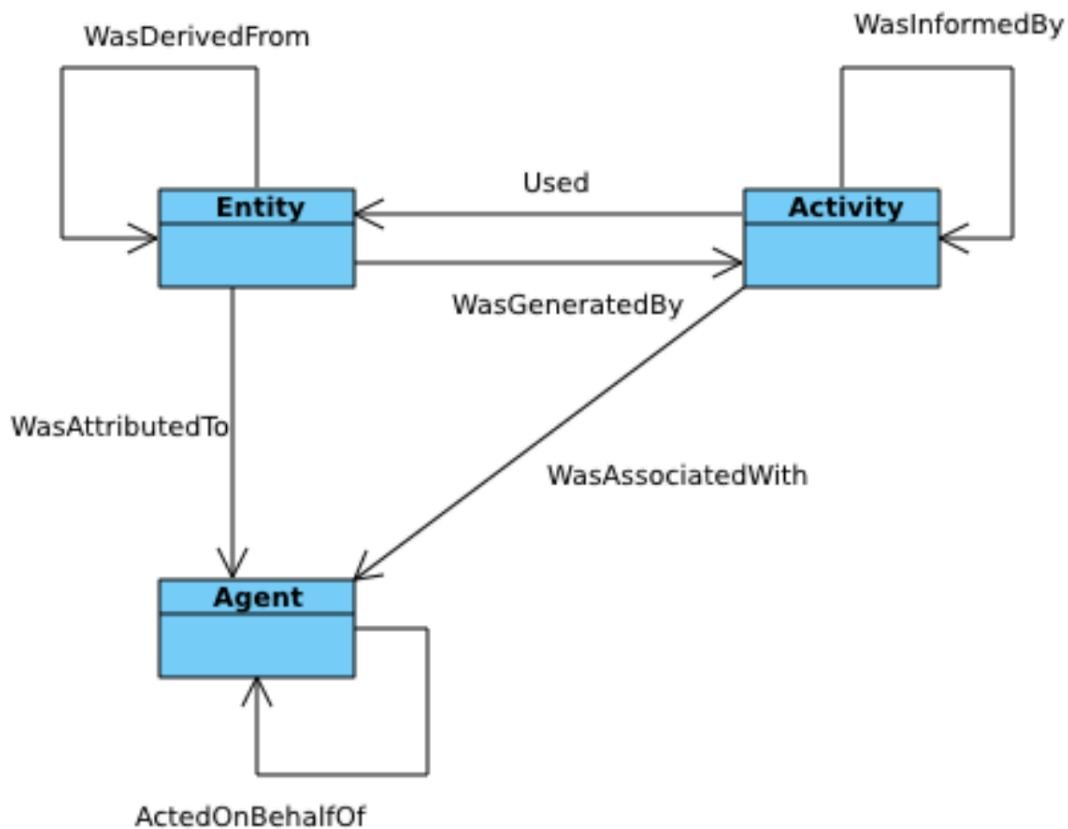 WasDerivedFrom
WasInformedBy
Used
Entity
Activity
WasGeneratedBy
WasAttributedTo
WasAssociatedWith
Agent
ActedOnBehalfOf